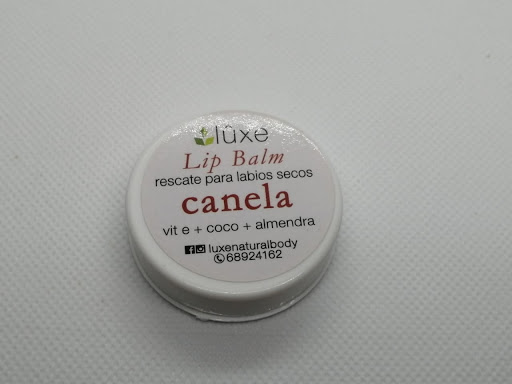 lûxe
Lip Balm
rescate para labios secos
canela
vit e + coco + almendra
luxenaturalbody
68924162